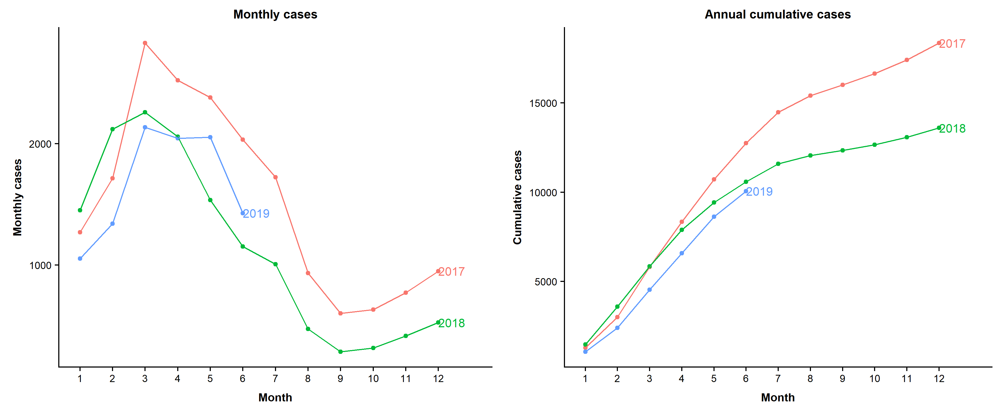 Monthly cases
Monthly cases
2000
1000
2019
2017
2018
1 2 3 4 5 6 7 8 9 10 11 12
Month
Annual cumulative cases
Cumulative cases
15000
10000
5000
2017
2018
2019
1 2 3 4 5 6 7 8 9 10 11 12
Month